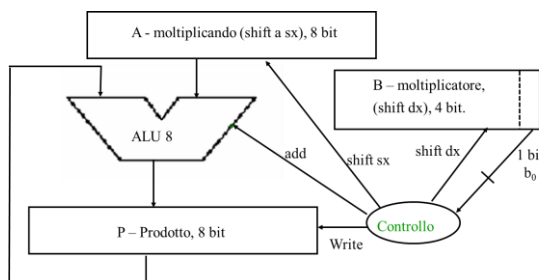 A - moltiplicando (shift a sx), 8 bit
B – moltiplicatore,
(shift dx), 4 bit.
ALU 8
add
shift sx
shift dx
1 bi
b0
Controllo
P – Prodotto, 8 bit
Write